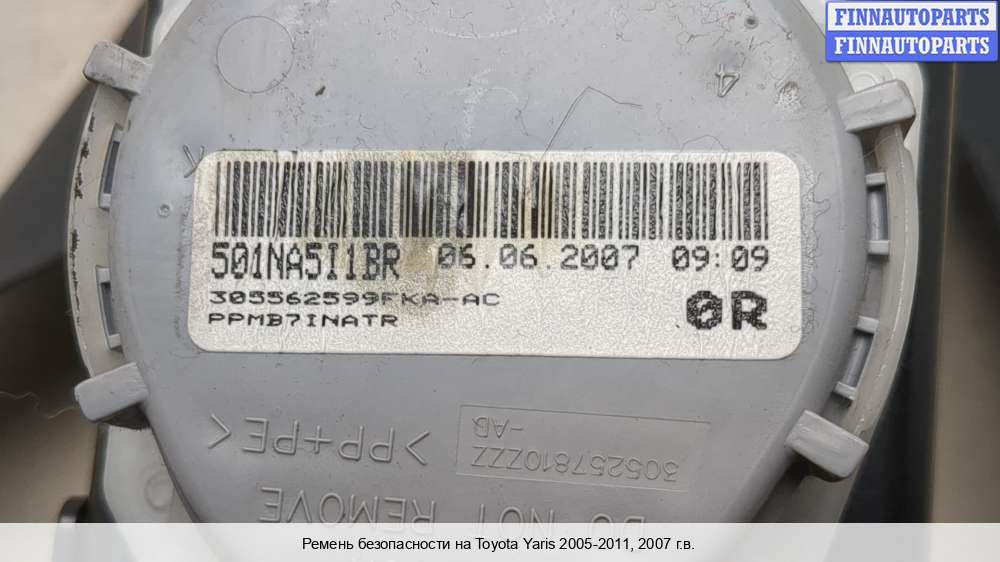 FINNAUTOPARTS
FINNAUTOPARTS
4
501NA5I1BR 06.06.2007 09:09
305562599FKA-AC
PPMB7INATR
0R
305257810ZZZ
-AB
>PP+PE<
DO NOT REMOVE
Ремень безопасности на Toyota Yaris 2005-2011, 2007 г.в.